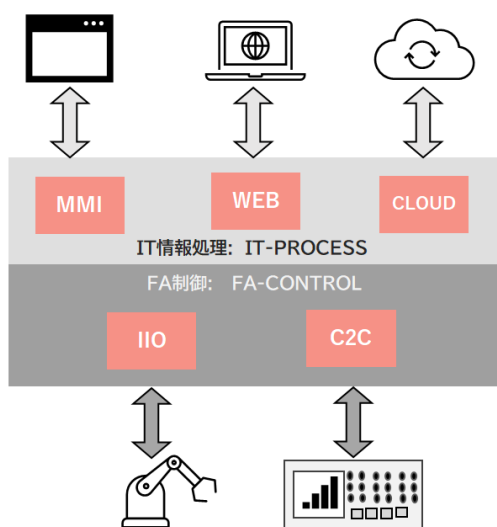 MMI
WEB
CLOUD
IT情報処理: IT-PROCESS
FA制御: FA-CONTROL
IIO
C2C